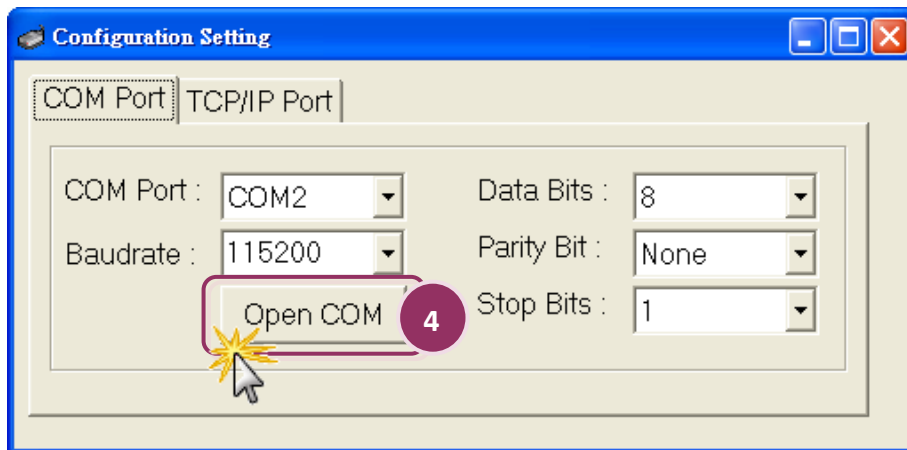 Configuration Setting
COM Port TCP/IP Port
COM Port : COM2 Data Bits : 8
Baudrate : 115200 Parity Bit : None
Open COM 4 Stop Bits : 1